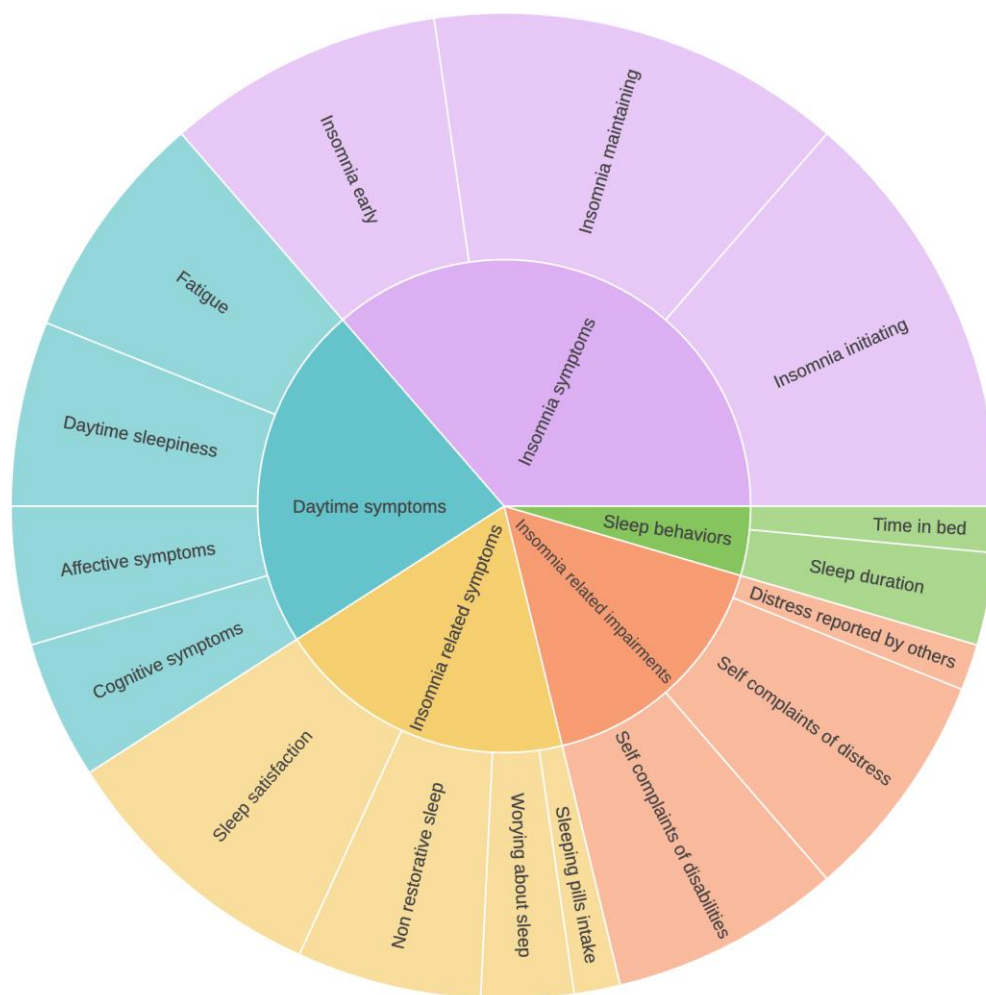 Insomnia early
Insomnia maintaining
Insomnia initiating
Insomnia symptoms
Fatigue
Daytime sleepiness
Daytime symptoms
Affective symptoms
Cognitive symptoms
Insomnia related symptoms
Sleep satisfaction
Non restorative sleep
Worying about sleep
Sleeping pills intake
Insomnia related impairments
Self complaints of disabilities
Self complaints of distress
Distress reported by others
Sleep behaviors
Time in bed
Sleep duration